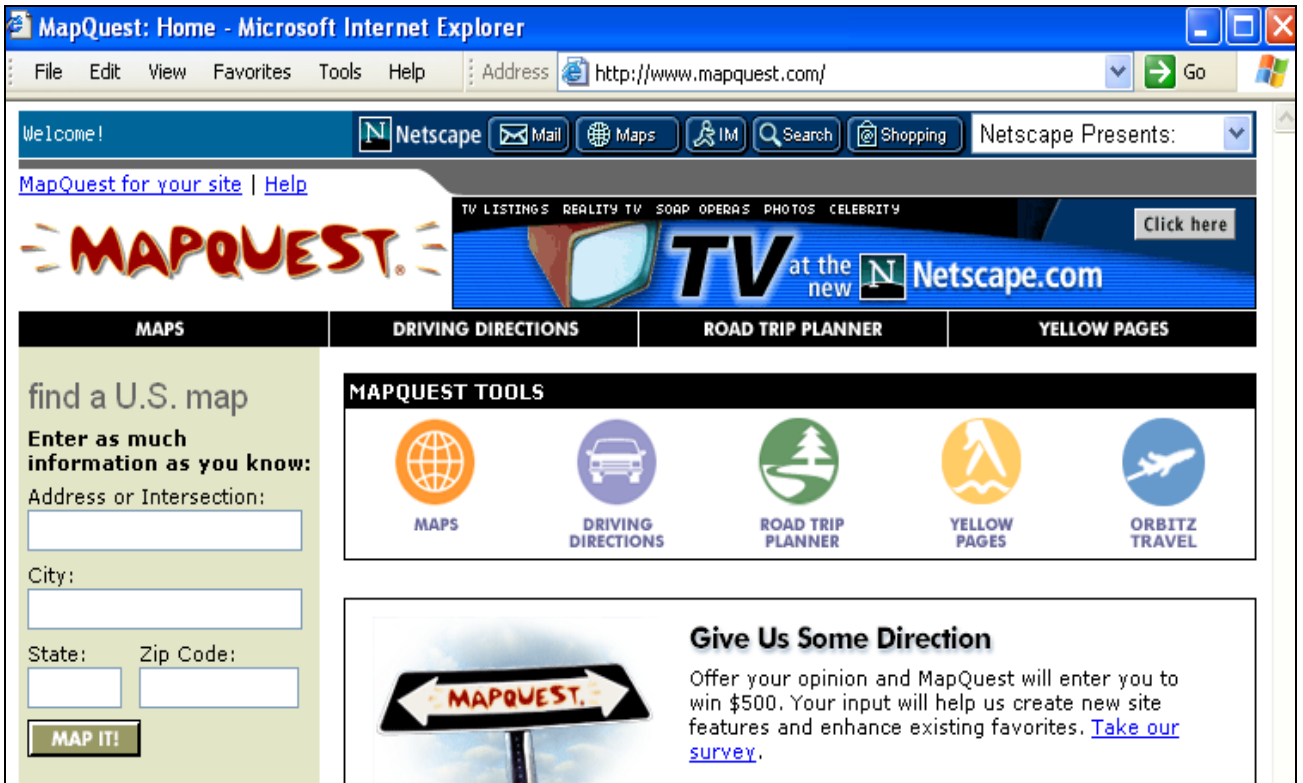 MapQuest: Home - Microsoft Internet Explorer
File Edit View Favorites Tools Help Address http://www.mapquest.com/ Go
Welcome! N Netscape Mail Maps IM Search Shopping Netscape Presents:
MapQuest for your site | Help
TV LISTINGS REALITY TV SOAP OPERAS PHOTOS CELEBRITY
Click here
MAPQUEST.®
TV at the new N Netscape.com
MAPS DRIVING DIRECTIONS ROAD TRIP PLANNER YELLOW PAGES
find a U.S. map
Enter as much
information as you know:
Address or Intersection:
City:
State: Zip Code:
MAP IT!
MAPQUEST TOOLS
MAPS
DRIVING
DIRECTIONS
ROAD TRIP
PLANNER
YELLOW
PAGES
ORBITZ
TRAVEL
MAPQUEST.
Give Us Some Direction
Offer your opinion and MapQuest will enter you to
win $500. Your input will help us create new site
features and enhance existing favorites. Take our
survey.